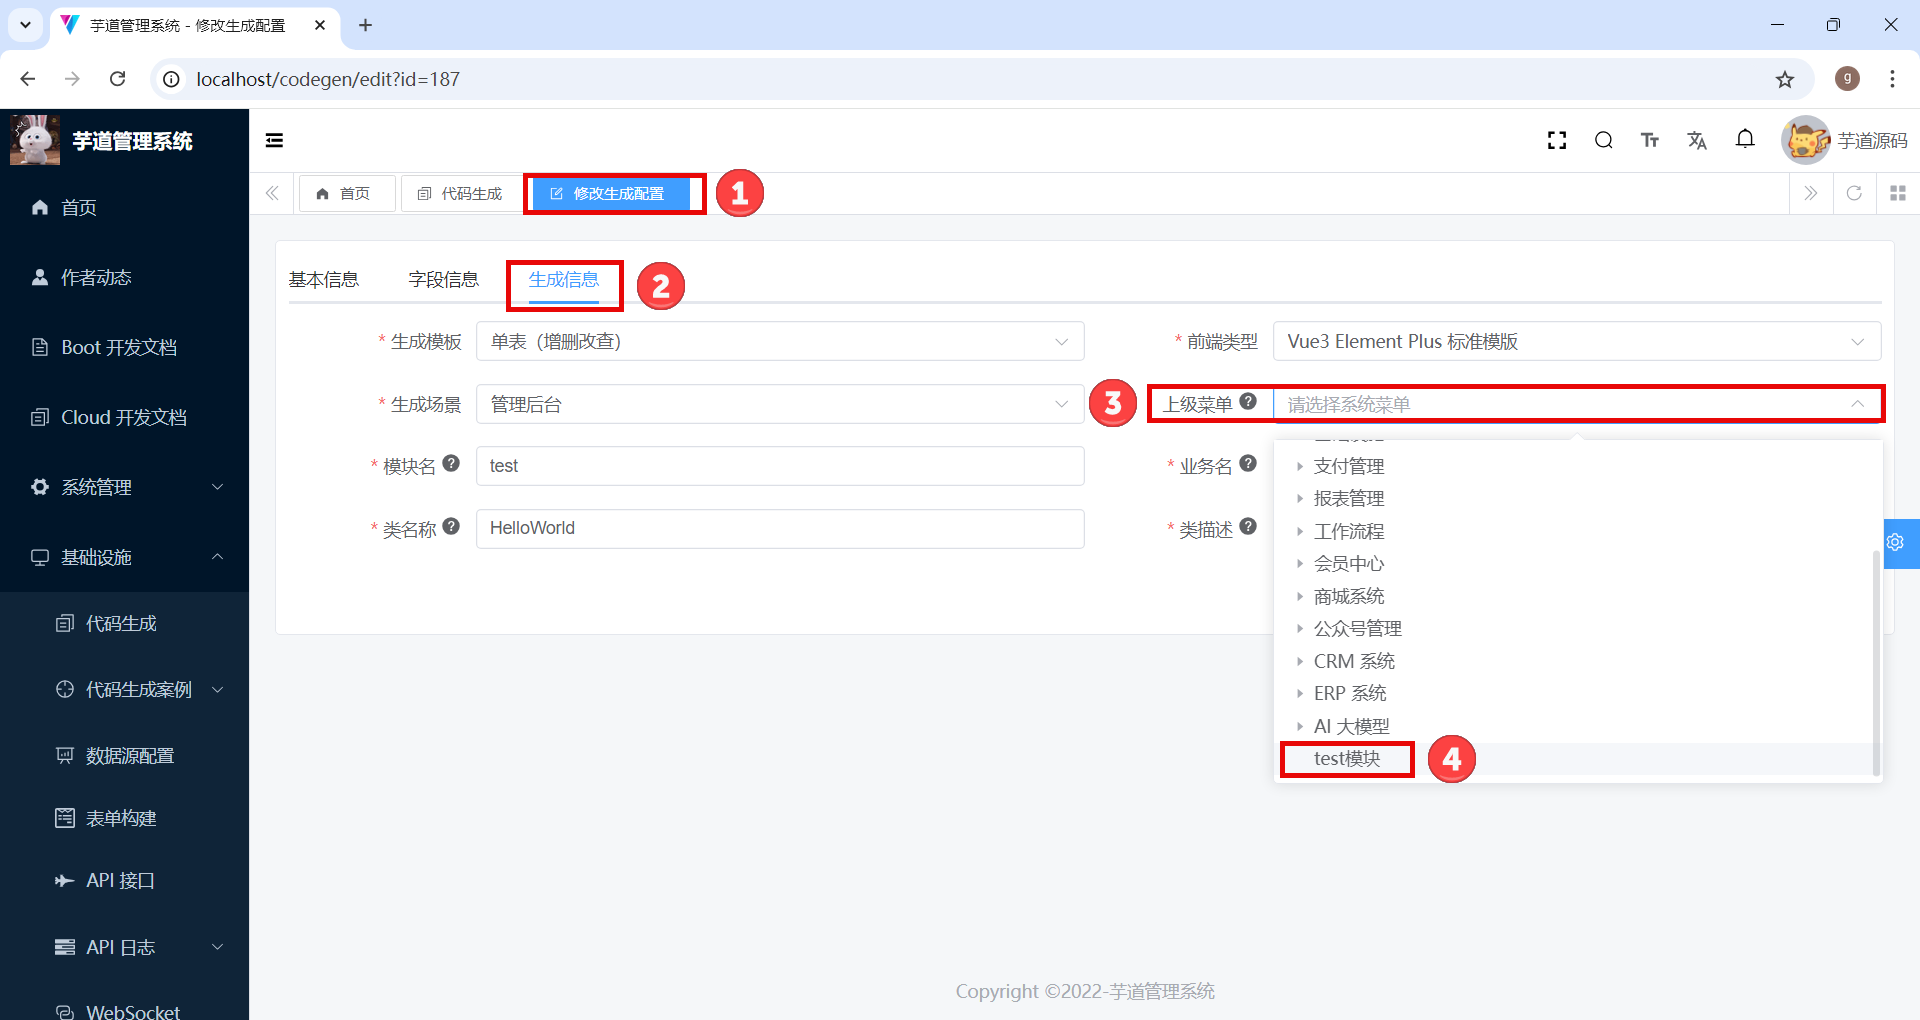 芋道管理系统 - 修改生成配置
localhost/codegen/edit?id=187
g
芋道管理系统
芋道源码
首页
代码生成
修改生成配置
1
首页
作者动态
Boot 开发文档
Cloud 开发文档
系统管理
基础设施
代码生成
代码生成案例
数据源配置
表单构建
API 接口
API 日志
WebSocket
基本信息
字段信息
生成信息
2
* 生成模板
单表（增删改查）
* 前端类型
Vue3 Element Plus 标准模版
* 生成场景
管理后台
3
上级菜单
请选择系统菜单
* 模块名
test
* 业务名
* 类名称
HelloWorld
* 类描述
支付管理
报表管理
工作流程
会员中心
商城系统
公众号管理
CRM 系统
ERP 系统
AI 大模型
test模块
4
Copyright ©2022-芋道管理系统